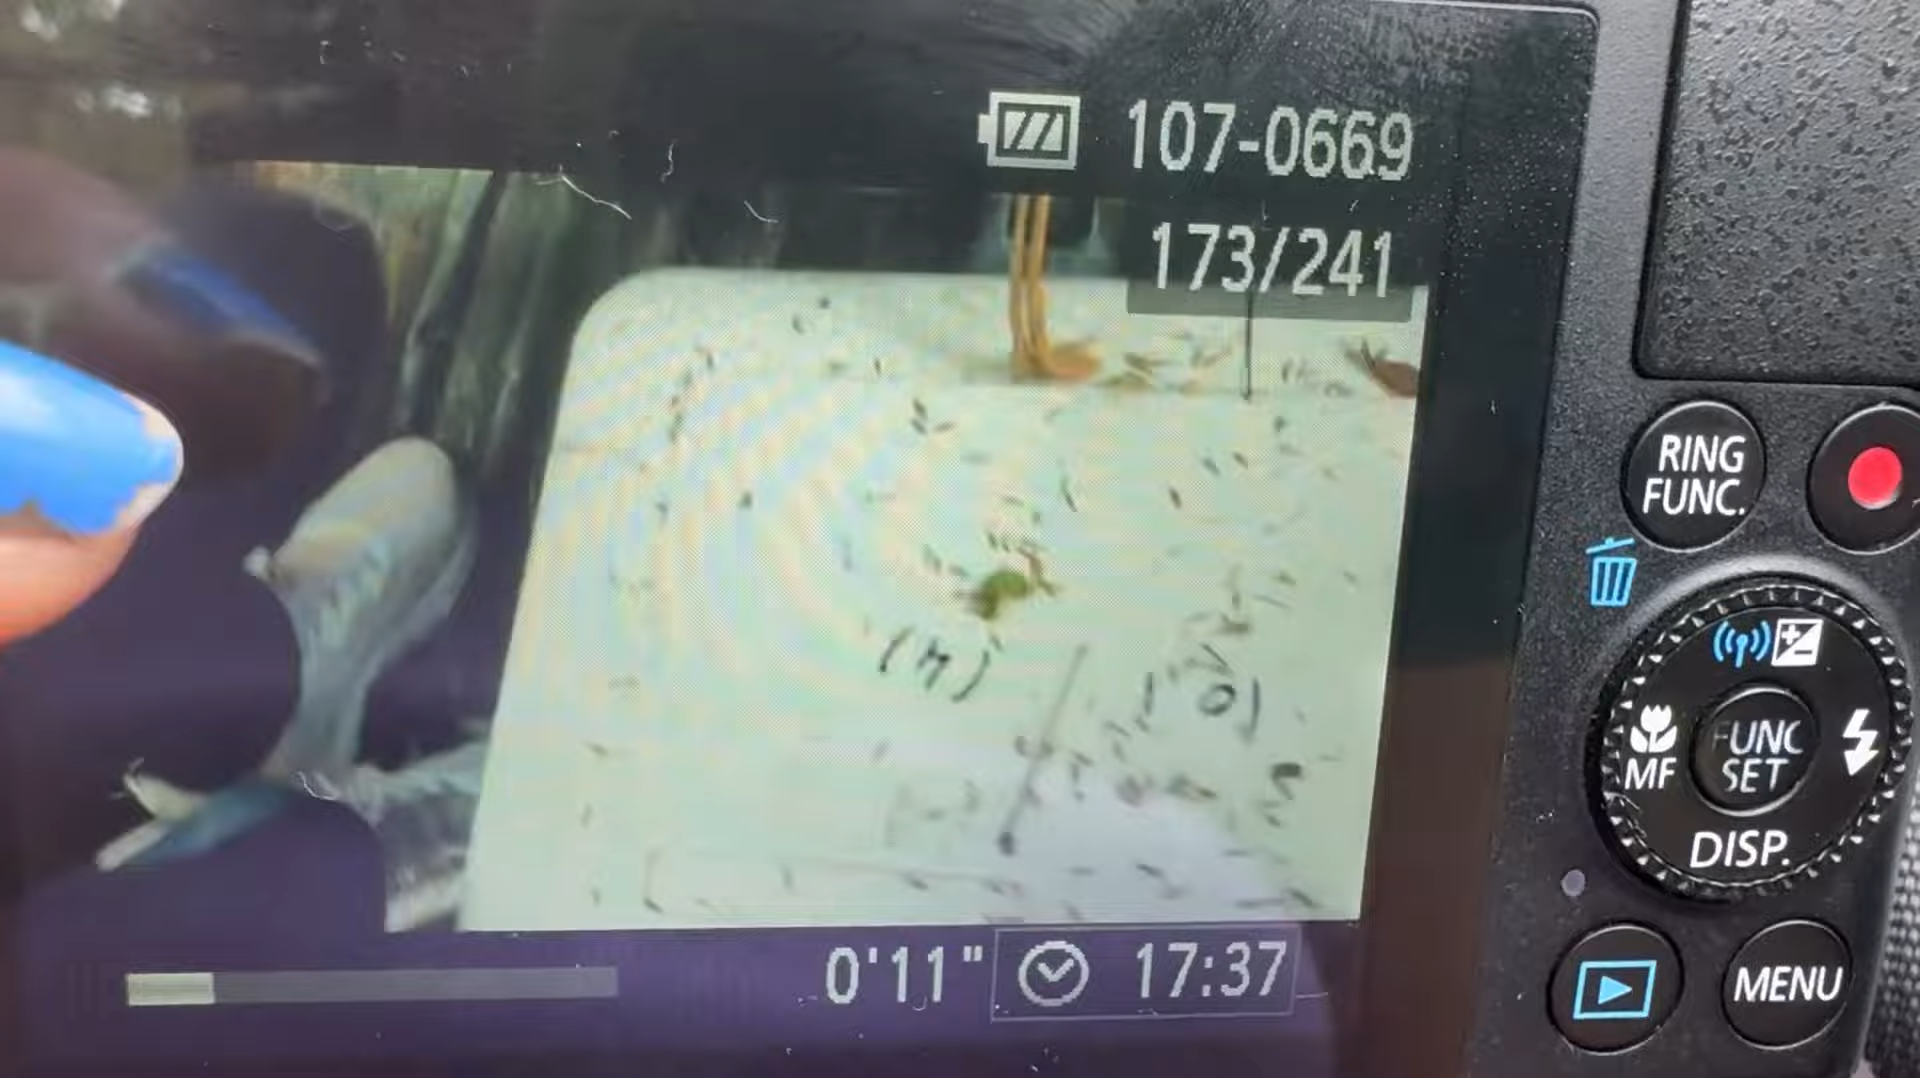 107-0669
173/241
RING
FUNC.
MF
FUNC
SET
DISP.
0'11"
17:37
MENU